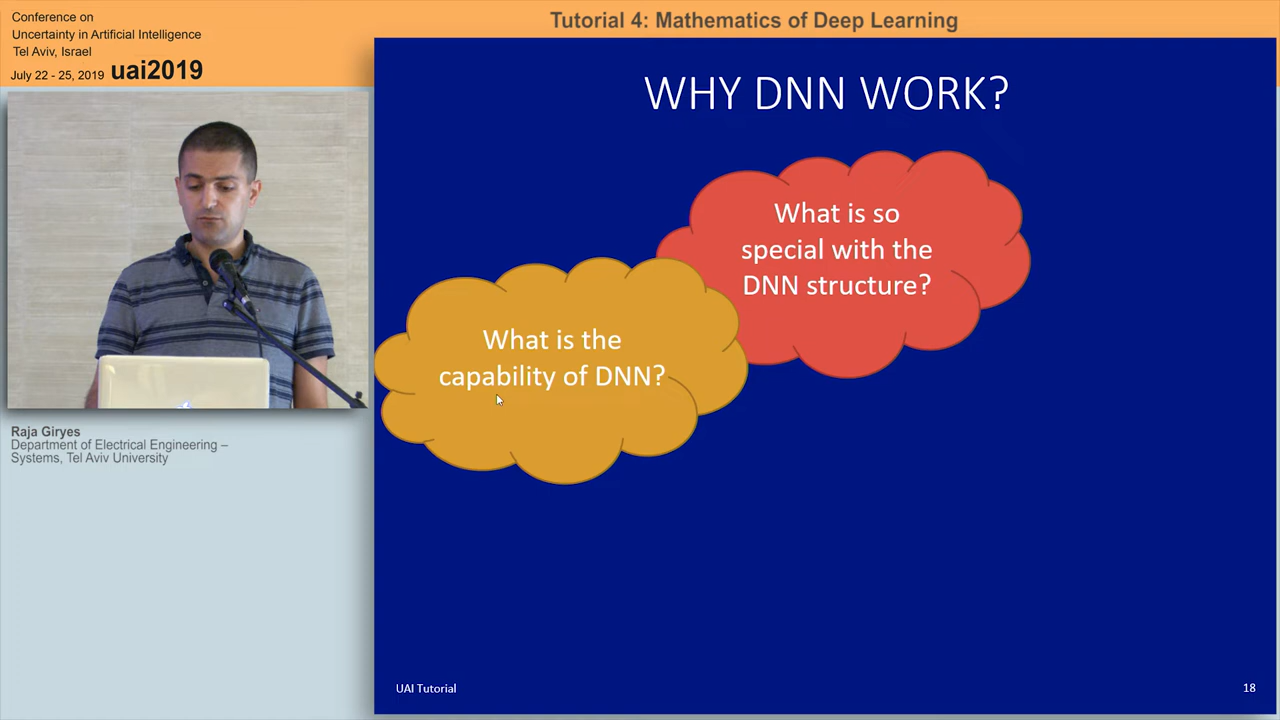 Conference on
Uncertainty in Artificial Intelligence
Tel Aviv, Israel
July 22 - 25, 2019 uai2019
Tutorial 4: Mathematics of Deep Learning
WHY DNN WORK?
What is so
special with the
DNN structure?
What is the
capability of DNN?
Raja Giryes
Department of Electrical Engineering –
Systems, Tel Aviv University
UAI Tutorial
18